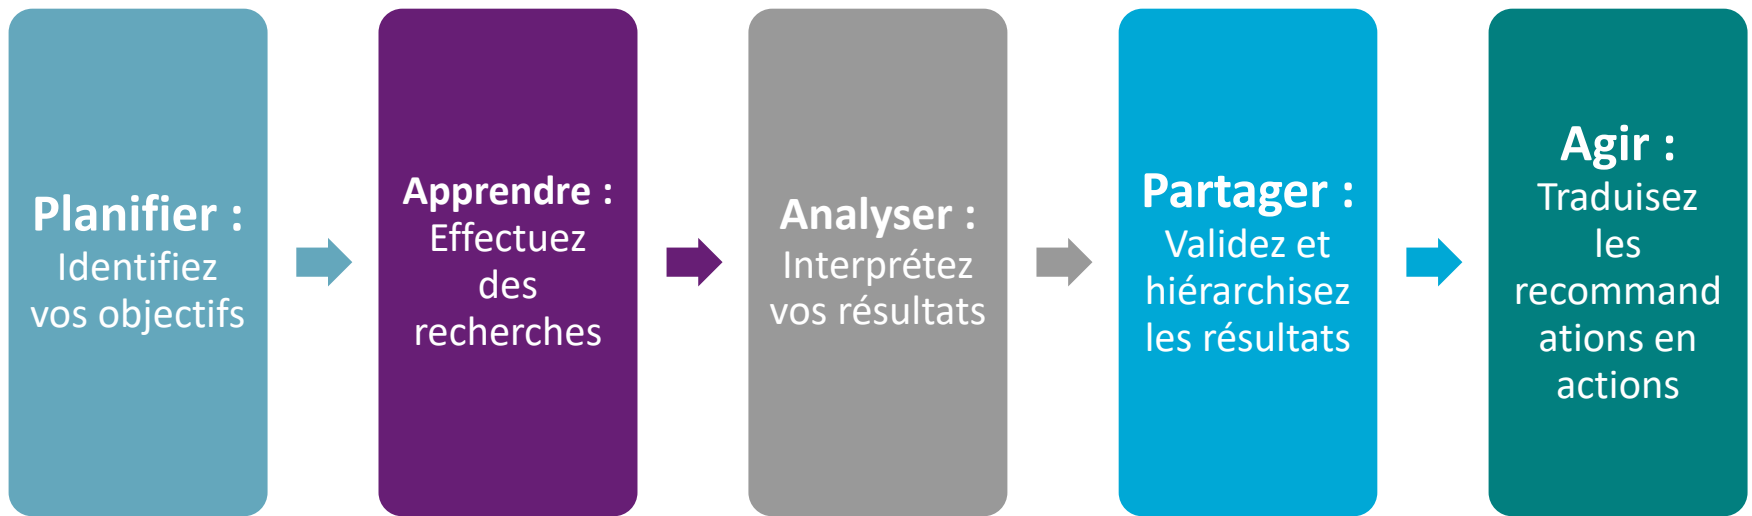 Planifier :
Identifiez
vos objectifs
Apprendre :
Effectuez
des
recherches
Analyser :
Interprétez
vos résultats
Partager :
Validez et
hiérarchisez
les résultats
Agir :
Traduisez
les
recommand
ations en
actions